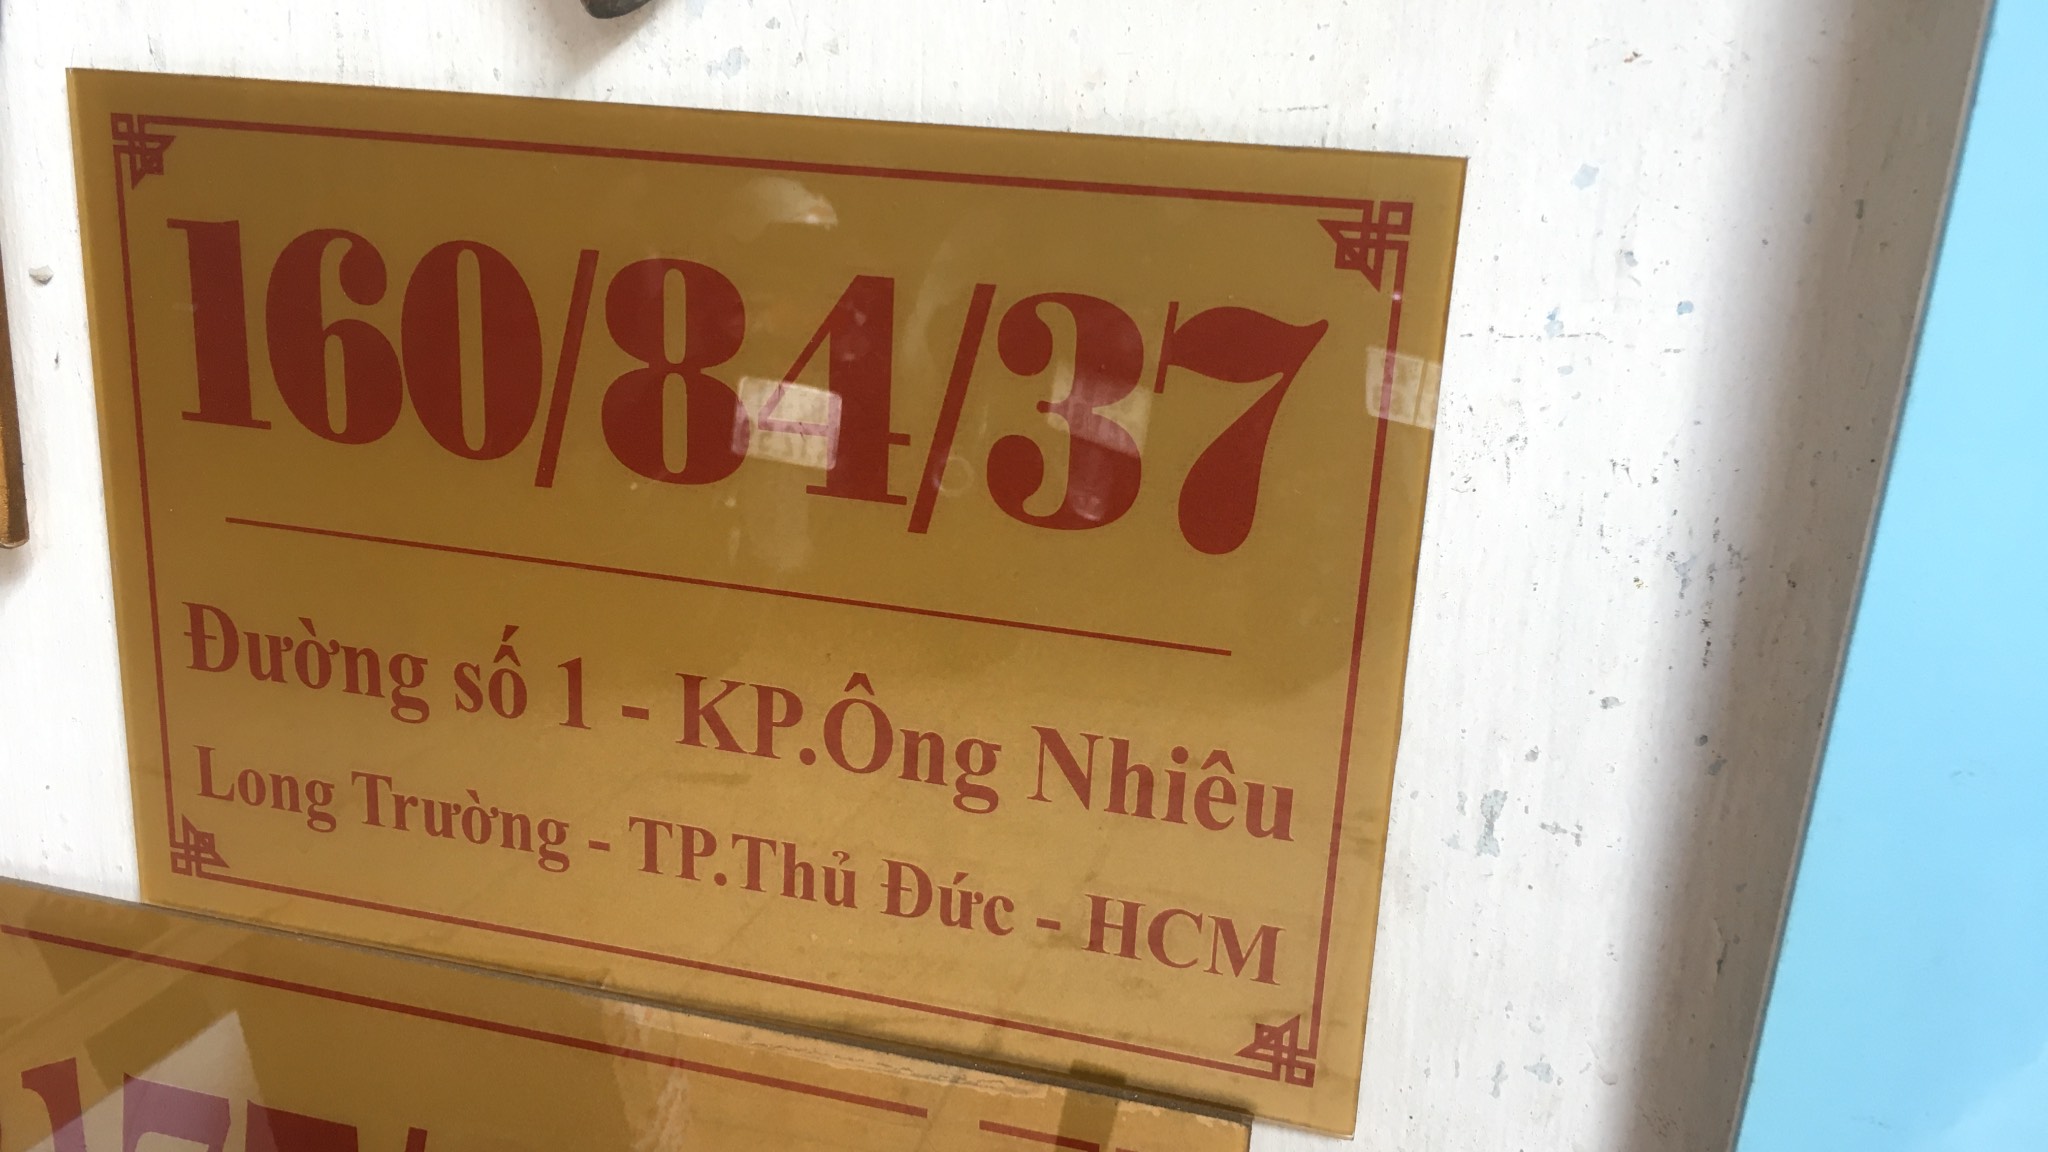 160/84/37
Đường số 1 - KP.Ông Nhiêu
Long Trường - TP.Thủ Đức - HCM